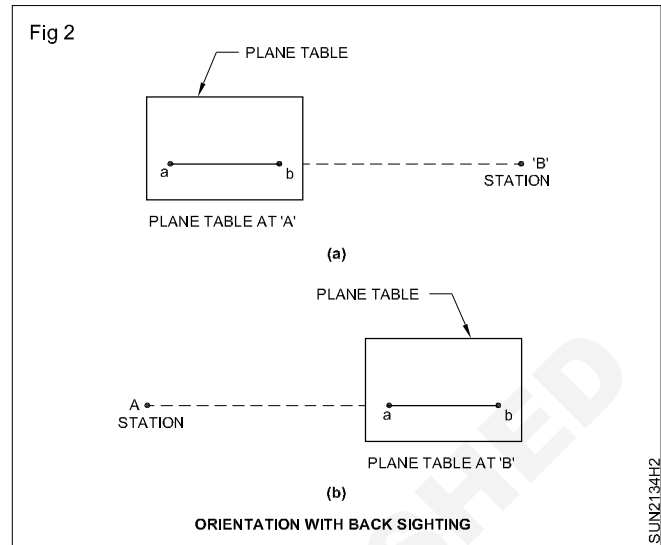 Fig 2
PLANE TABLE
a
b
'B'
STATION
PLANE TABLE AT 'A'
(a)
PLANE TABLE
A
STATION
a
b
PLANE TABLE AT 'B'
(b)
ORIENTATION WITH BACK SIGHTING
SUN2134H2
SHED